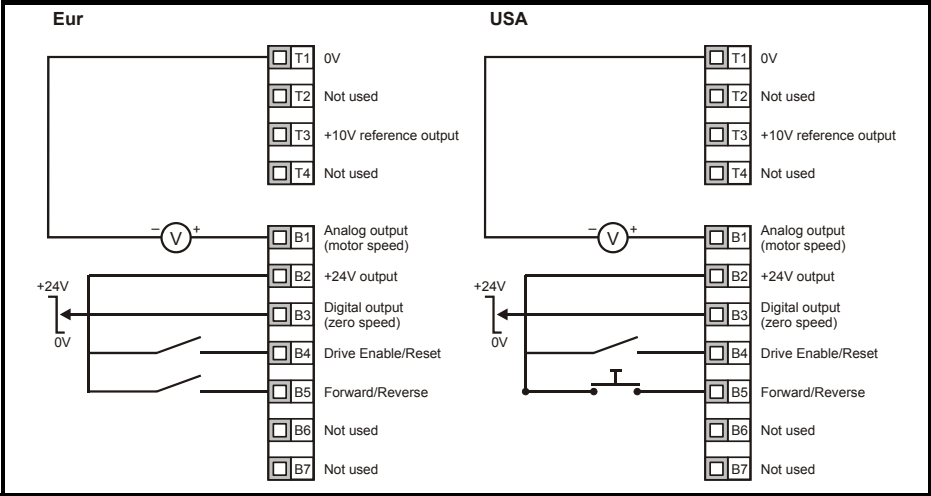 Eur
T1 0V
T2 Not used
T3 +10V reference output
T4 Not used
– V +
B1 Analog output
(motor speed)
B2 +24V output
+24V
0V
B3 Digital output
(zero speed)
B4 Drive Enable/Reset
B5 Forward/Reverse
B6 Not used
B7 Not used
USA
T1 0V
T2 Not used
T3 +10V reference output
T4 Not used
– V +
B1 Analog output
(motor speed)
B2 +24V output
+24V
0V
B3 Digital output
(zero speed)
B4 Drive Enable/Reset
B5 Forward/Reverse
B6 Not used
B7 Not used